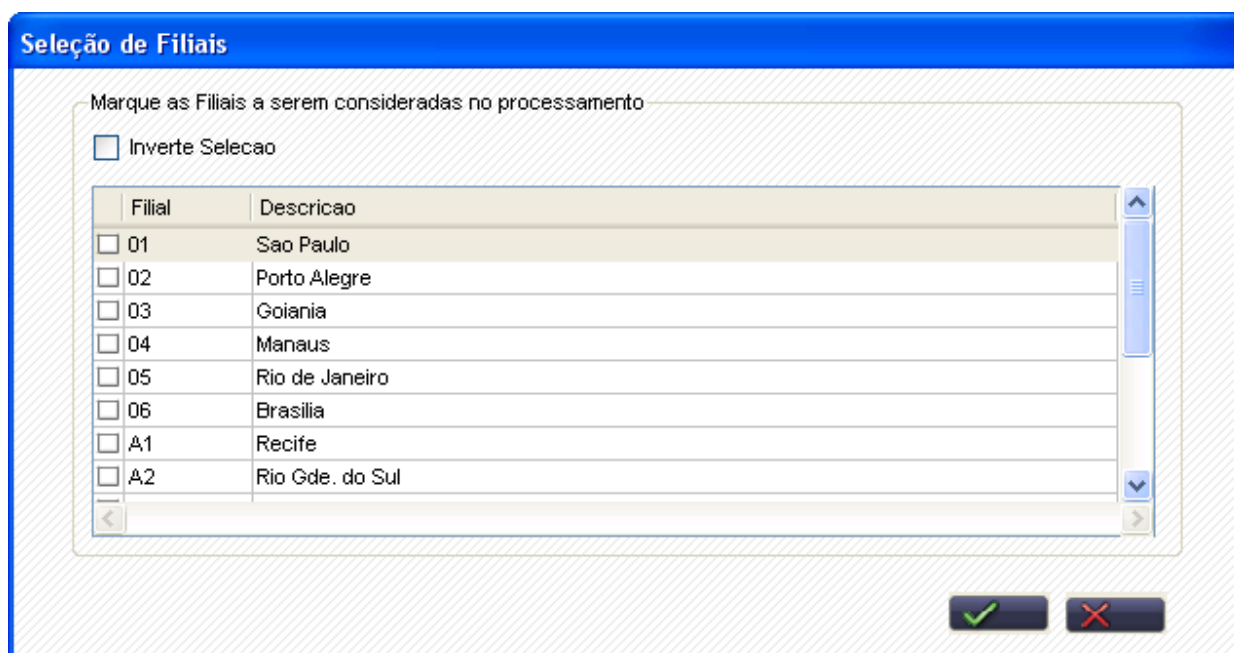 Seleção de Filiais
Marque as Filiais a serem consideradas no processamento
Inverte Selecao
Filial Descricao
01 Sao Paulo
02 Porto Alegre
03 Goiania
04 Manaus
05 Rio de Janeiro
06 Brasilia
A1 Recife
A2 Rio Gde. do Sul